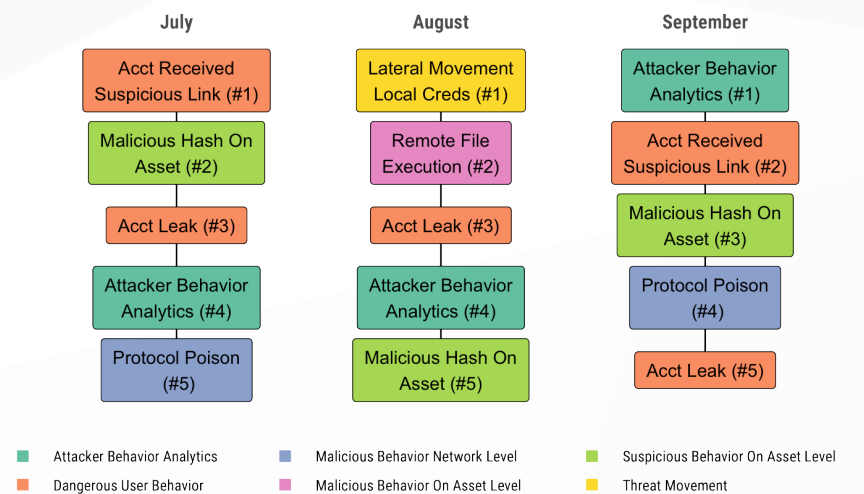 July
Acct Received
Suspicious Link (#1)
Malicious Hash On
Asset (#2)
Acct Leak (#3)
Attacker Behavior
Analytics (#4)
Protocol Poison
(#5)
August
Lateral Movement
Local Creds (#1)
Remote File
Execution (#2)
Acct Leak (#3)
Attacker Behavior
Analytics (#4)
Malicious Hash On
Asset (#5)
September
Attacker Behavior
Analytics (#1)
Acct Received
Suspicious Link (#2)
Malicious Hash On
Asset (#3)
Protocol Poison
(#4)
Acct Leak (#5)
Attacker Behavior Analytics
Dangerous User Behavior
Malicious Behavior Network Level
Malicious Behavior On Asset Level
Suspicious Behavior On Asset Level
Threat Movement